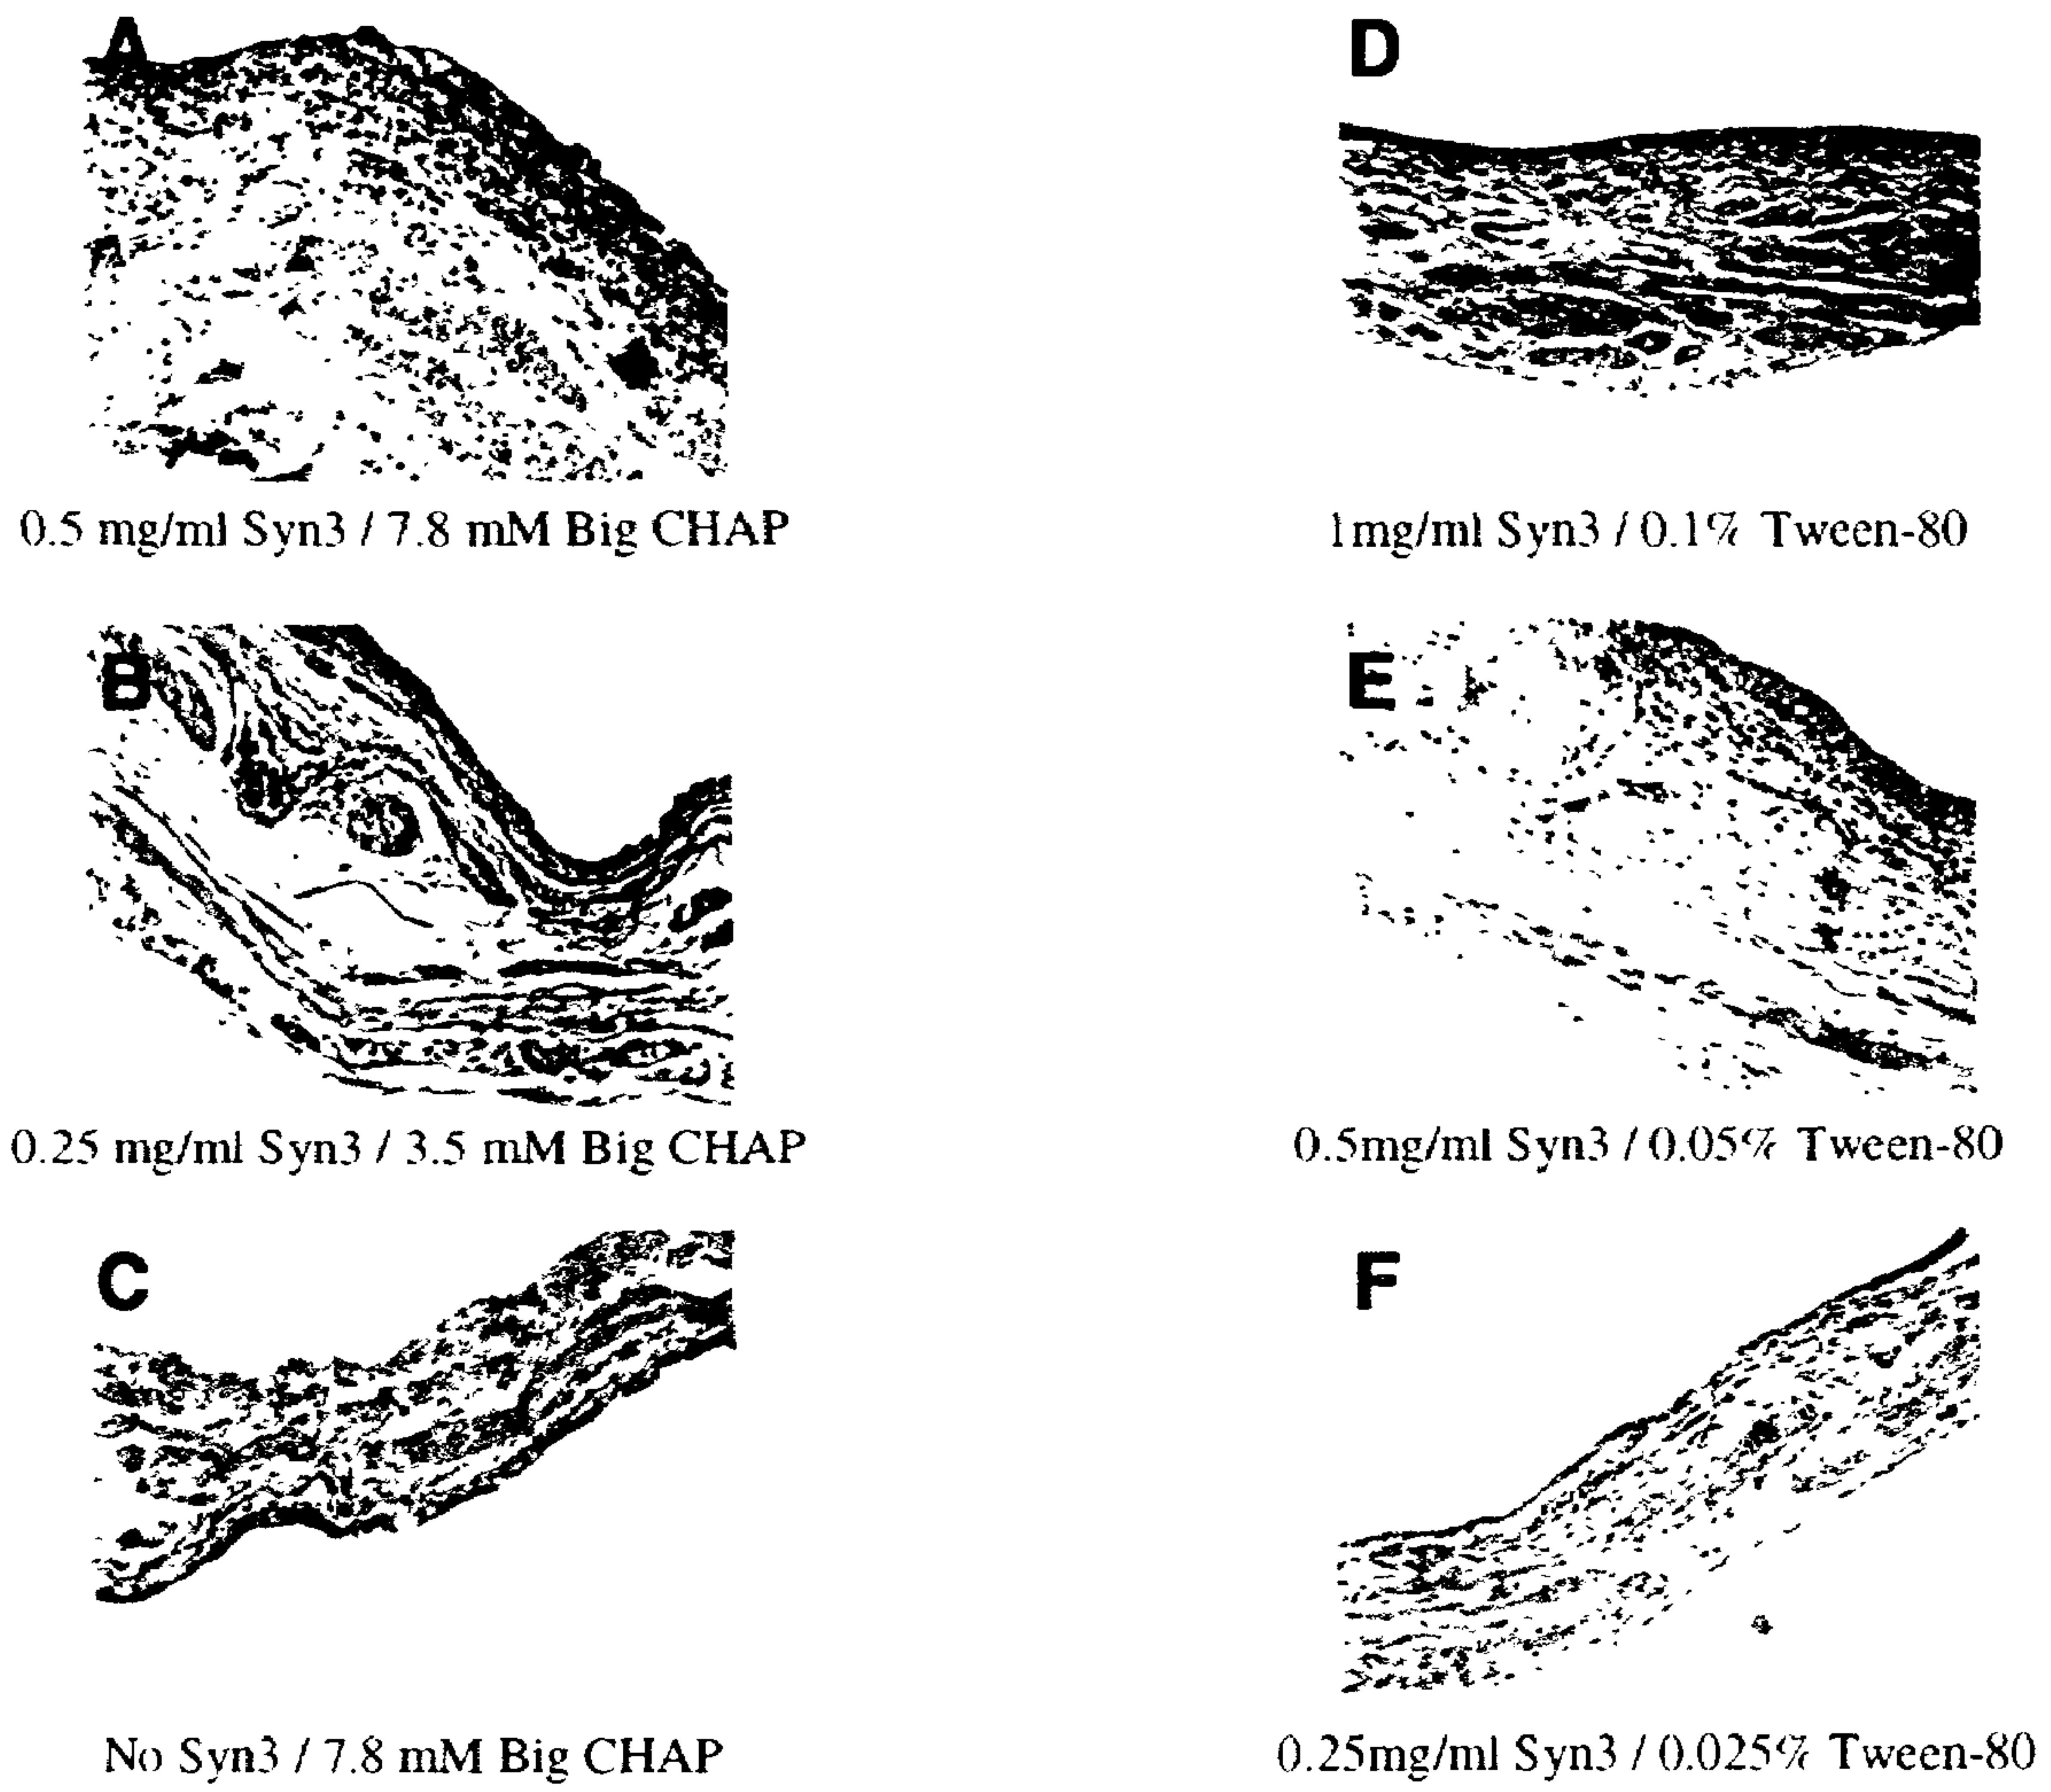 A
0.5 mg/ml Syn3 / 7.8 mM Big CHAP
B
0.25 mg/ml Syn3 / 3.5 mM Big CHAP
C
No Syn3 / 7.8 mM Big CHAP
D
1mg/ml Syn3 / 0.1% Tween-80
E
0.5mg/ml Syn3 / 0.05% Tween-80
F
0.25mg/ml Syn3 / 0.025% Tween-80